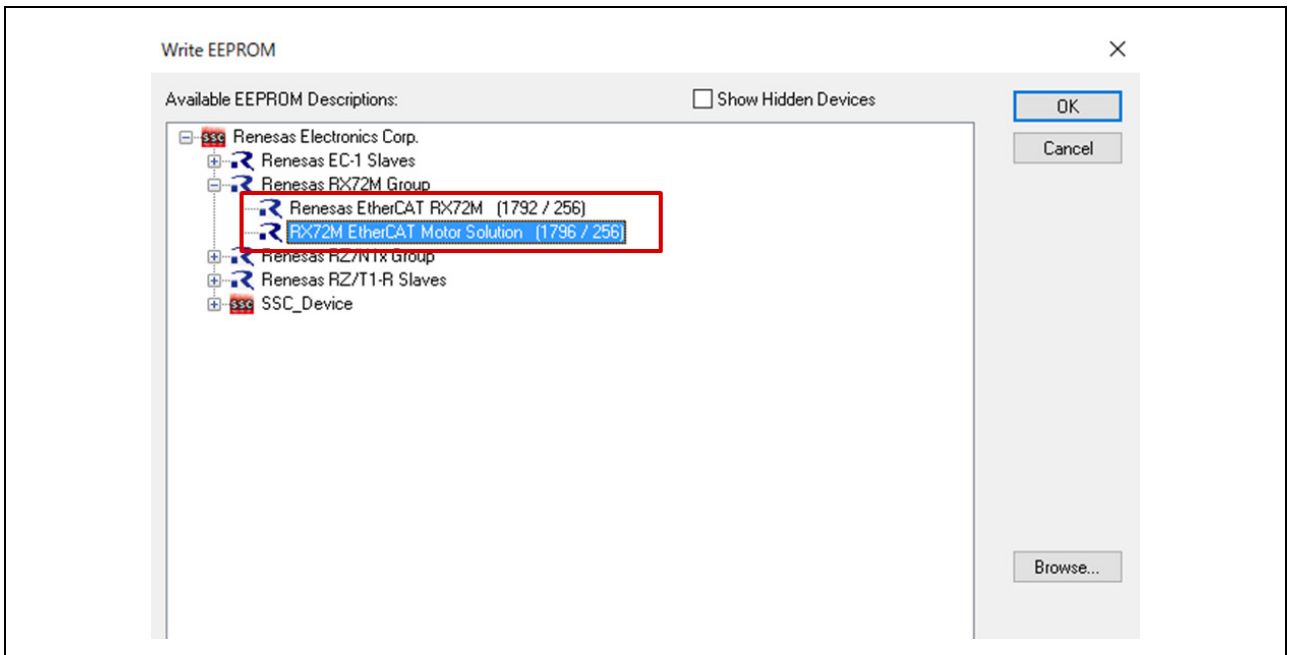 Write EEPROM
Available EEPROM Descriptions:
Show Hidden Devices
OK
Cancel
ssc Renesas Electronics Corp.
Renesas EC-1 Slaves
Renesas RX72M Group
Renesas EtherCAT RX72M (1792 / 256)
RX72M EtherCAT Motor Solution (1796 / 256)
Renesas RZ/N1x Group
Renesas RZ/T1-R Slaves
ssc SSC_Device
Browse...